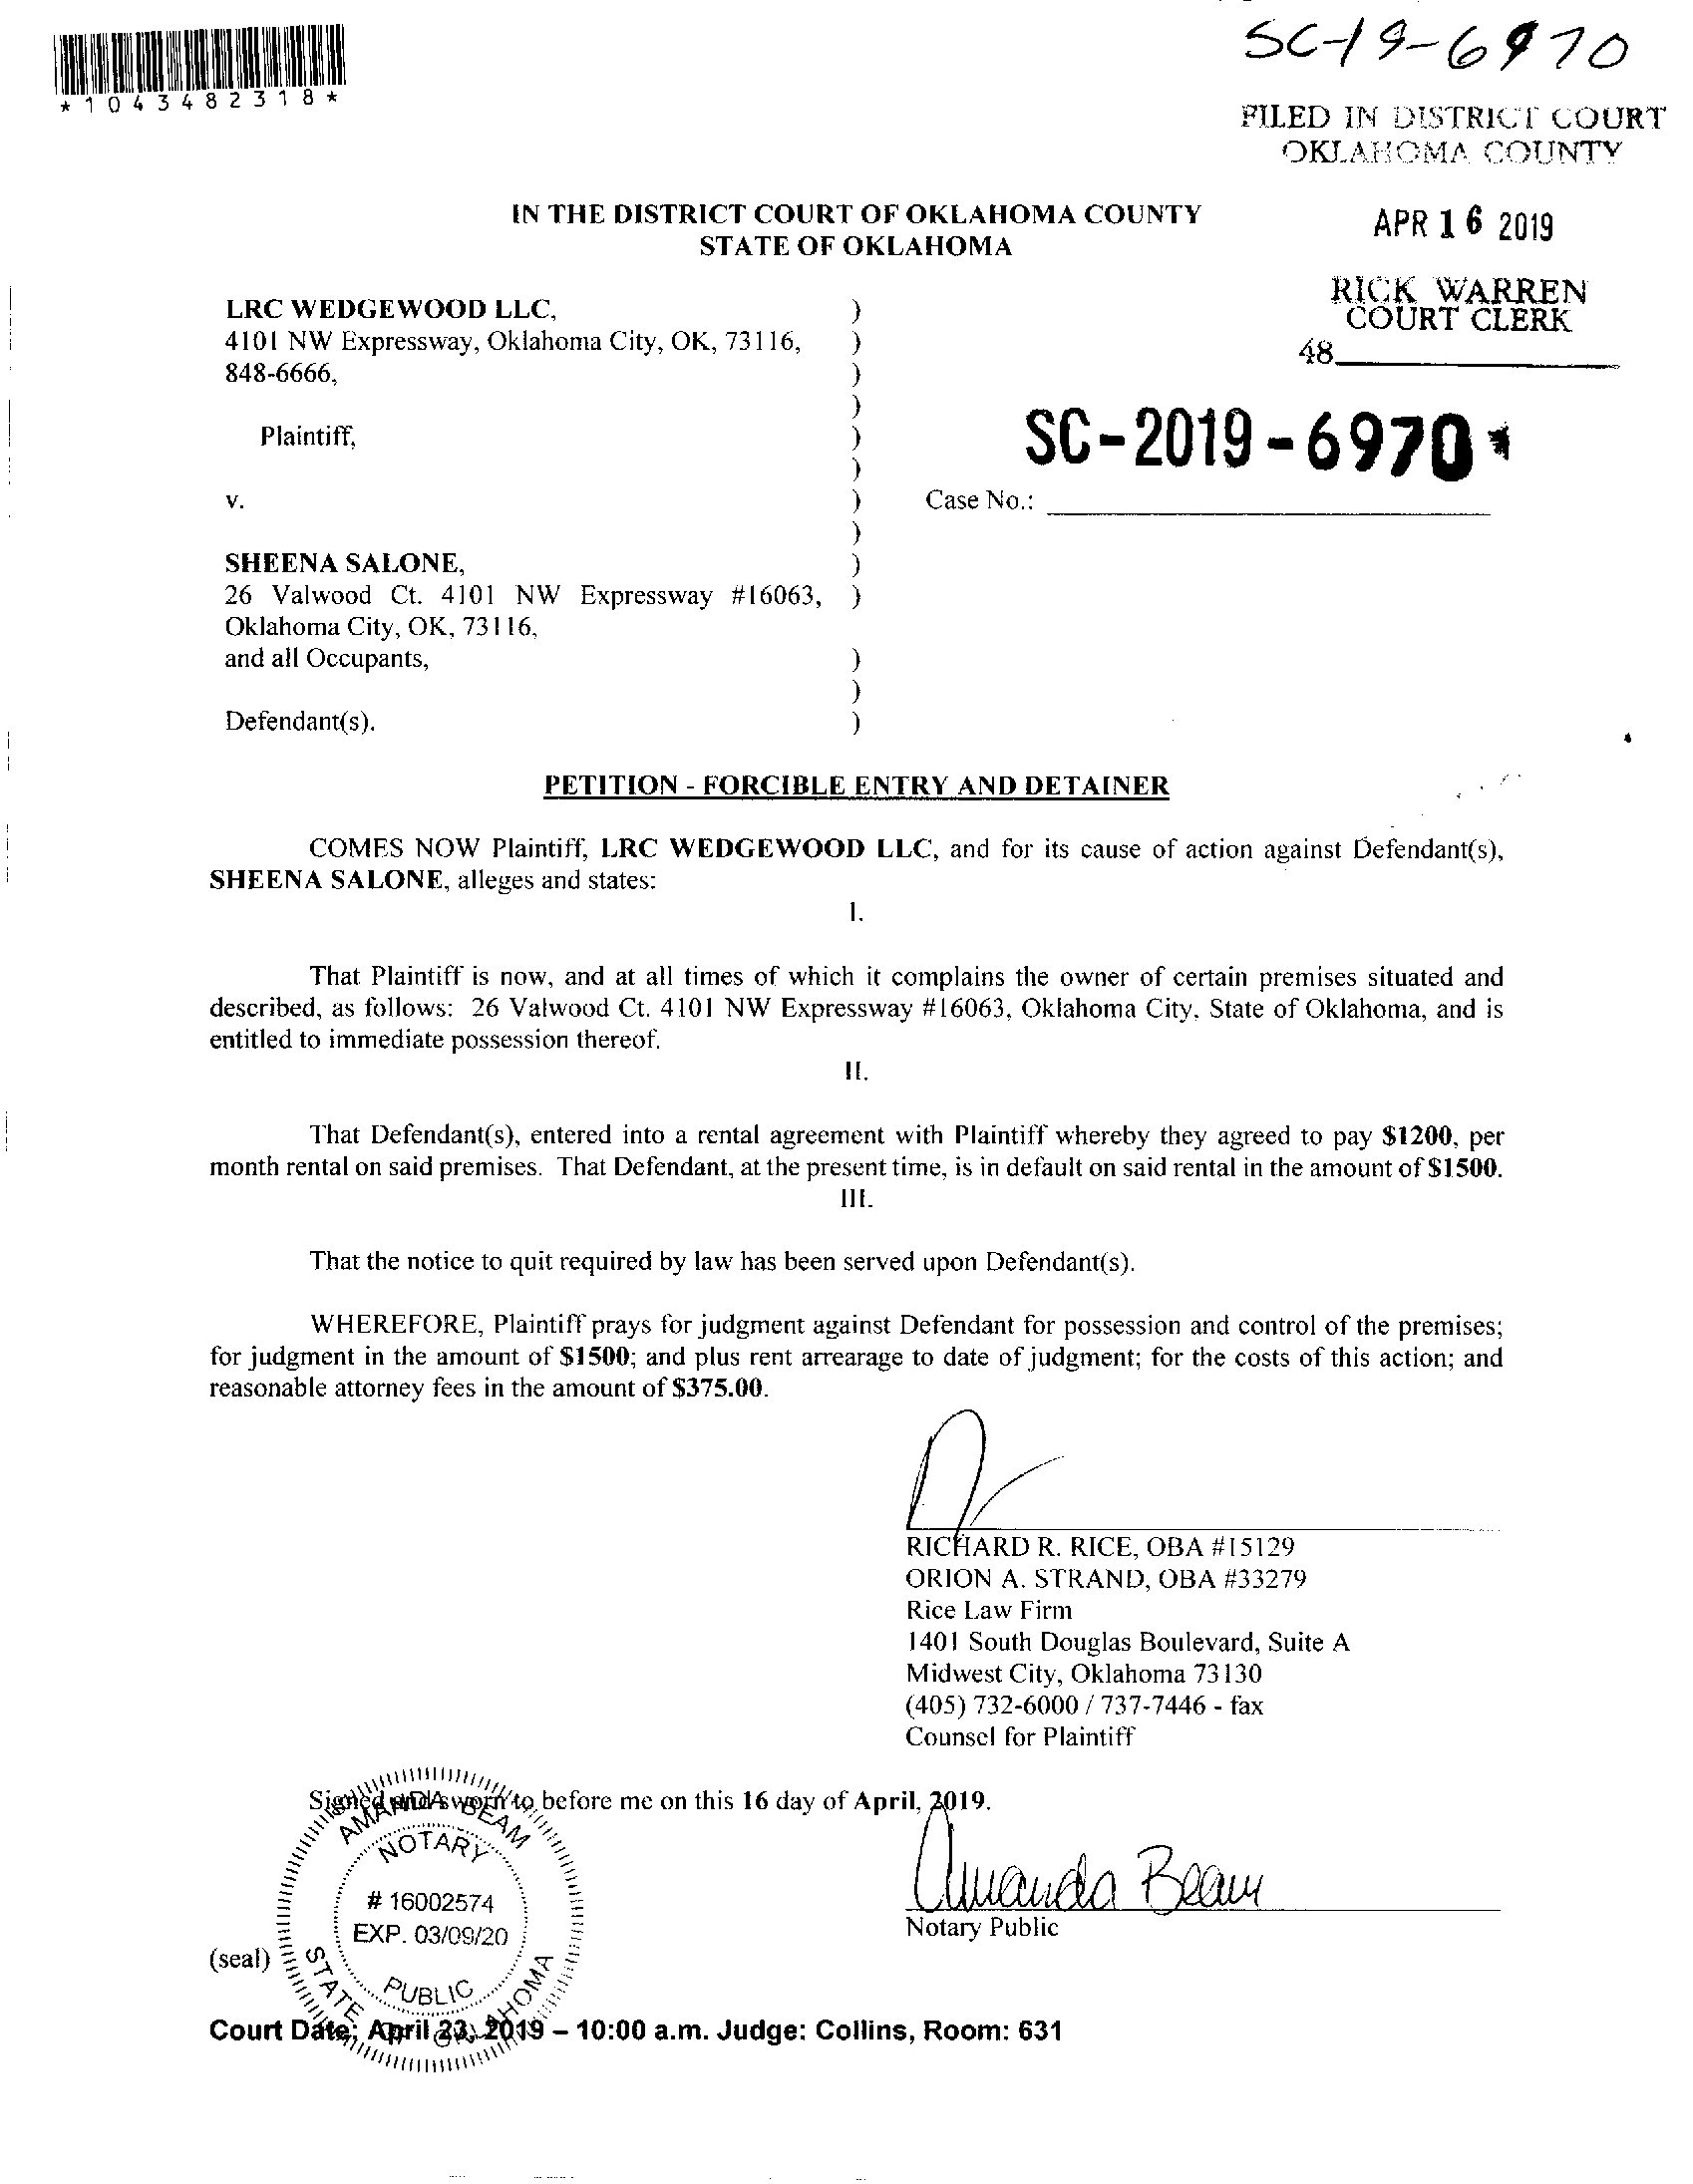 SC-19-6970
*1043482318*
FILED IN DISTRICT COURT
OKLAHOMA COUNTY
IN THE DISTRICT COURT OF OKLAHOMA COUNTY
STATE OF OKLAHOMA
APR 16 2019
RICK WARREN
COURT CLERK
48
LRC WEDGEWOOD LLC, )
4101 NW Expressway, Oklahoma City, OK, 73116, )
848-6666, )
)
Plaintiff, )
)
SC-2019-6970*
v. )
Case No.:
)
SHEENA SALONE, )
26 Valwood Ct. 4101 NW Expressway #16063, )
Oklahoma City, OK, 73116,
and all Occupants, )
)
Defendant(s). )
PETITION - FORCIBLE ENTRY AND DETAINER
COMES NOW Plaintiff, LRC WEDGEWOOD LLC, and for its cause of action against Defendant(s),
SHEENA SALONE, alleges and states:
I.
That Plaintiff is now, and at all times of which it complains the owner of certain premises situated and
described, as follows: 26 Valwood Ct. 4101 NW Expressway #16063, Oklahoma City, State of Oklahoma, and is
entitled to immediate possession thereof.
II.
That Defendant(s), entered into a rental agreement with Plaintiff whereby they agreed to pay $1200, per
month rental on said premises. That Defendant, at the present time, is in default on said rental in the amount of $1500.
III.
That the notice to quit required by law has been served upon Defendant(s).
WHEREFORE, Plaintiff prays for judgment against Defendant for possession and control of the premises;
for judgment in the amount of $1500; and plus rent arrearage to date of judgment; for the costs of this action; and
reasonable attorney fees in the amount of $375.00.
RICHARD R. RICE, OBA #15129
ORION A. STRAND, OBA #33279
Rice Law Firm
1401 South Douglas Boulevard, Suite A
Midwest City, Oklahoma 73130
(405) 732-6000 / 737-7446 - fax
Counsel for Plaintiff
Signed and sworn to before me on this 16 day of April, 2019.
AMANDA BEAM
NOTARY
# 16002574
EXP. 03/09/20
PUBLIC
STATE OF OKLAHOMA
Amanda Beam
Notary Public
(seal)
Court Date; April 23, 2019 – 10:00 a.m. Judge: Collins, Room: 631